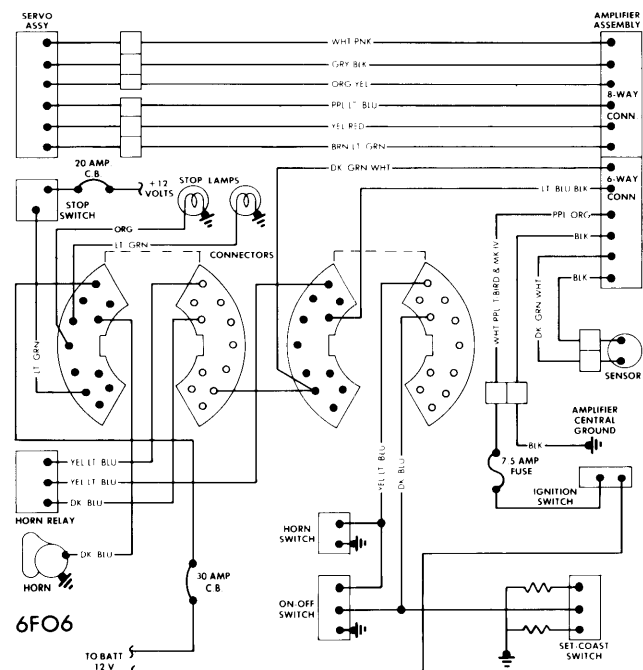 SERVO
ASSY
AMPLIFIER
ASSEMBLY
WHT PNK
GRY BLK
ORG YEL
8-WAY
PPL LT BLU
CONN
YEL RED
BRN LT GRN
20 AMP
C.B.
DK GRN WHT
6-WAY
+12
VOLTS
STOP LAMPS
LT BLU BLK
CONN
STOP
SWITCH
PPL ORG
ORG
BLK
LT GRN
CONNECTORS
BLK
WHT PPL T BIRD & MK IV
DK GRN WHT
LT GRN
SENSOR
AMPLIFIER
CENTRAL
GROUND
BLK
YEL LT BLU
YEL LT BLU
DK BLU
7 5 AMP
FUSE
YEL LT BLU
DK BLU
IGNITION
SWITCH
HORN RELAY
HORN
SWITCH
DK BLU
HORN
30 AMP
C B
ON-OFF
SWITCH
6F06
SET-COAST
SWITCH
TO BATT
12 V